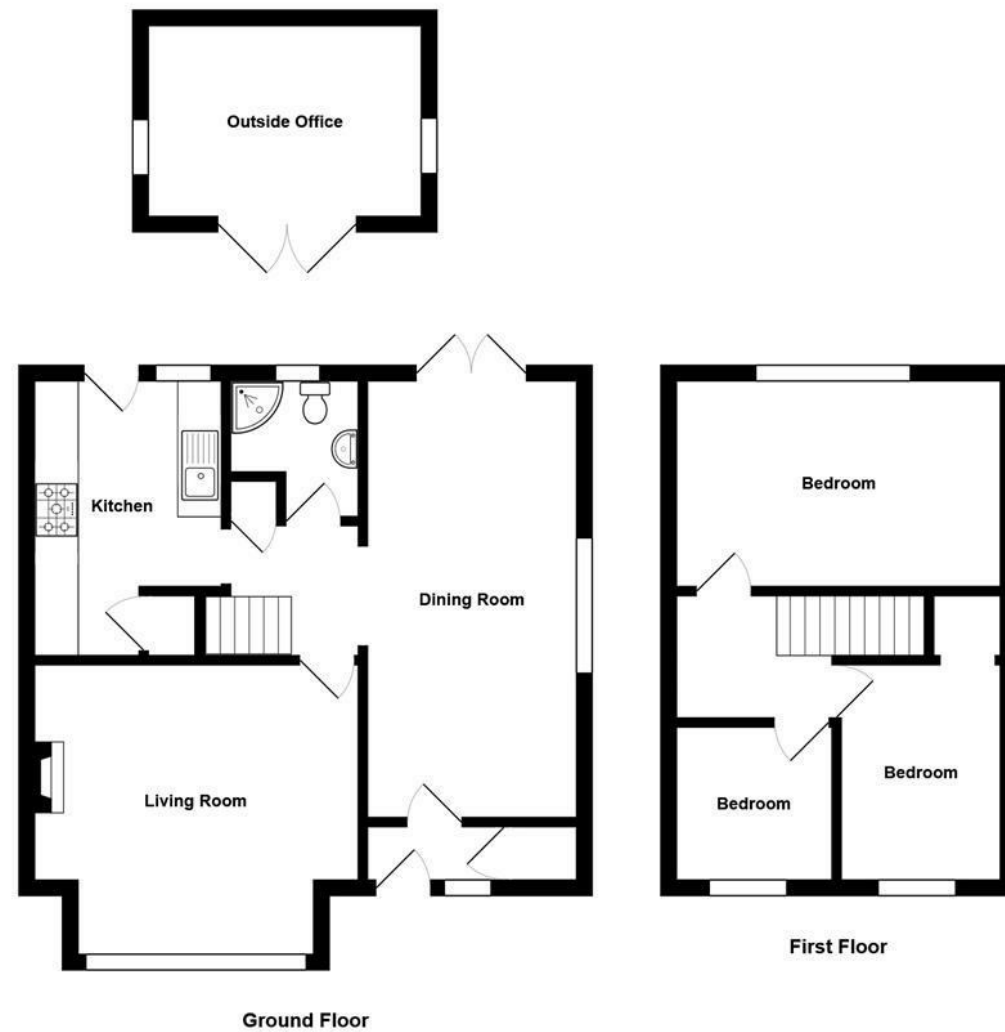 Outside Office
Kitchen
Dining Room
Living Room
Ground Floor
Bedroom
Bedroom
Bedroom
First Floor